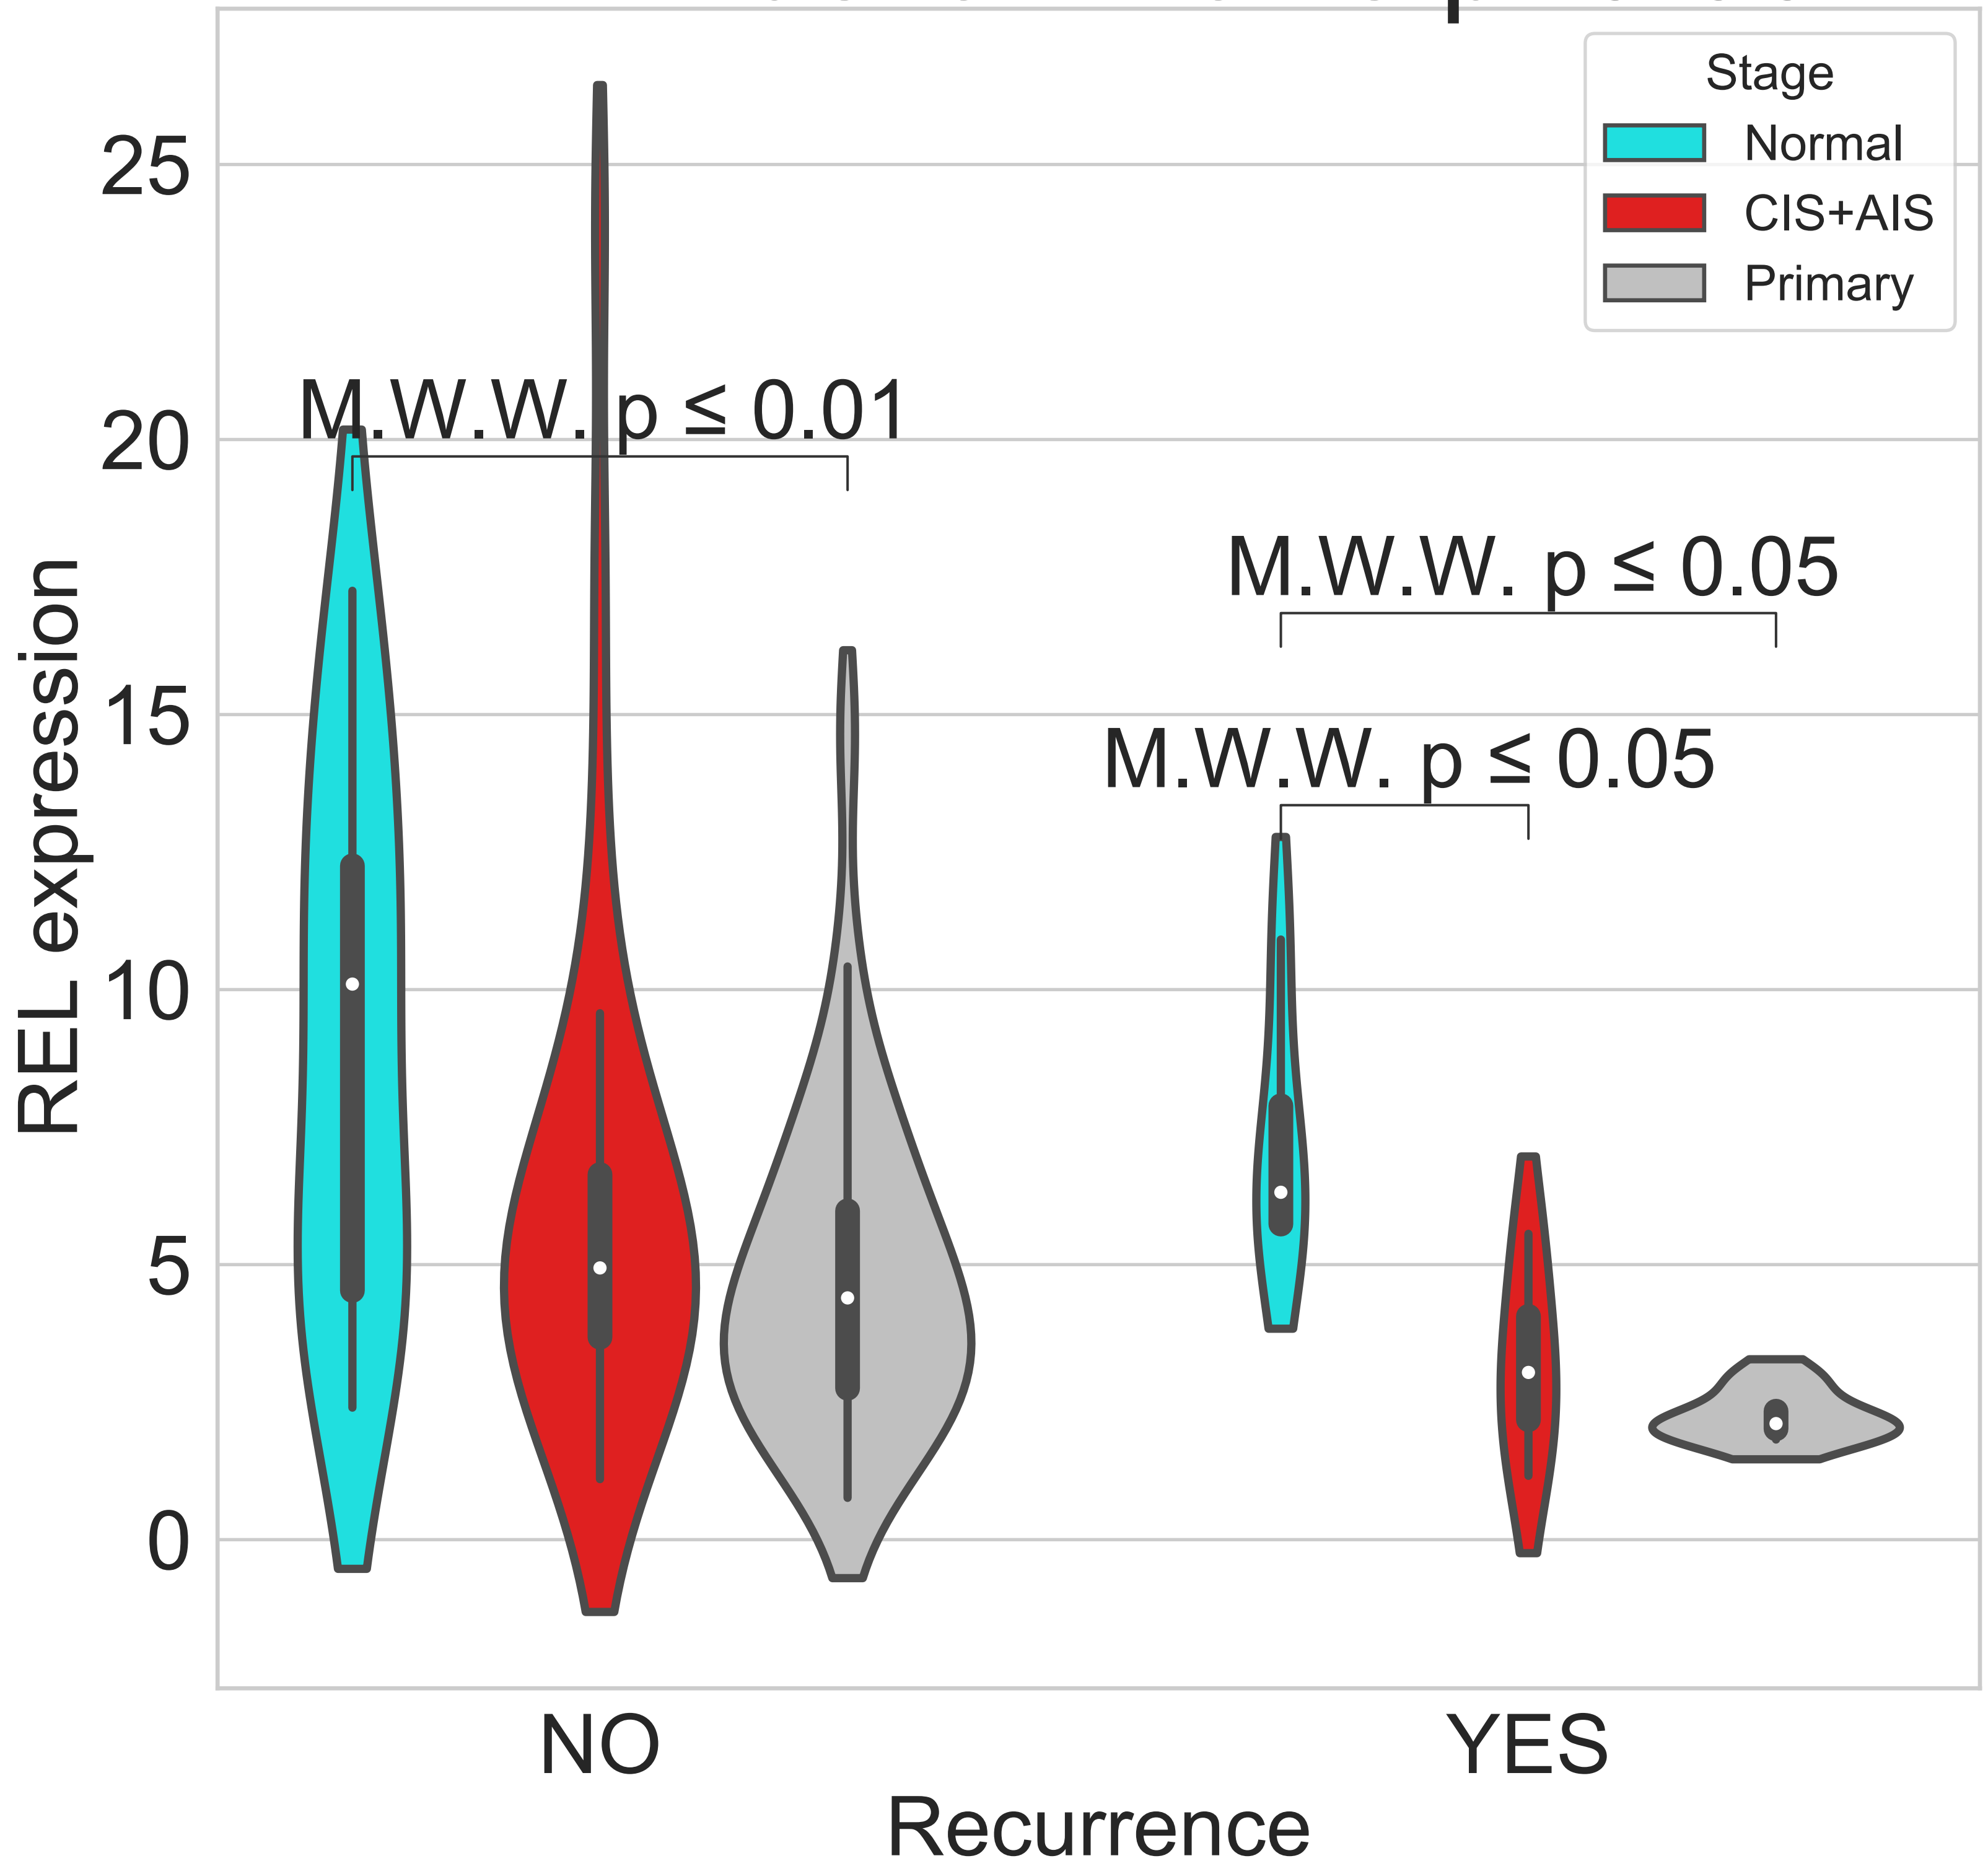 Stage
Normal
CIS+AIS
Primary
25
20
15
10
5
0
REL expression
M.W.W. p ≤ 0.01
M.W.W. p ≤ 0.05
M.W.W. p ≤ 0.05
NO
YES
Recurrence